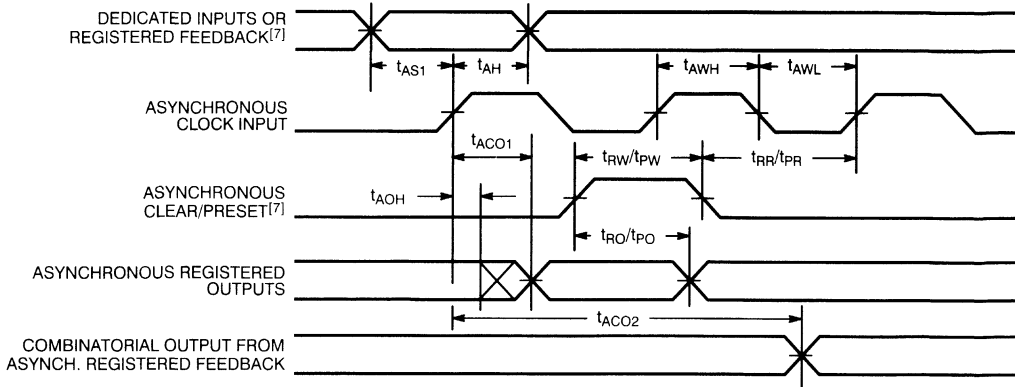 DEDICATED INPUTS OR
REGISTERED FEEDBACK[7]
tAS1
tAH
tAWH
tAWL
ASYNCHRONOUS
CLOCK INPUT
tACO1
tRW/tPW
tRR/tPR
tAOH
ASYNCHRONOUS
CLEAR/PRESET[7]
tRO/tPO
ASYNCHRONOUS REGISTERED
OUTPUTS
tACO2
COMBINATORIAL OUTPUT FROM
ASYNCH. REGISTERED FEEDBACK